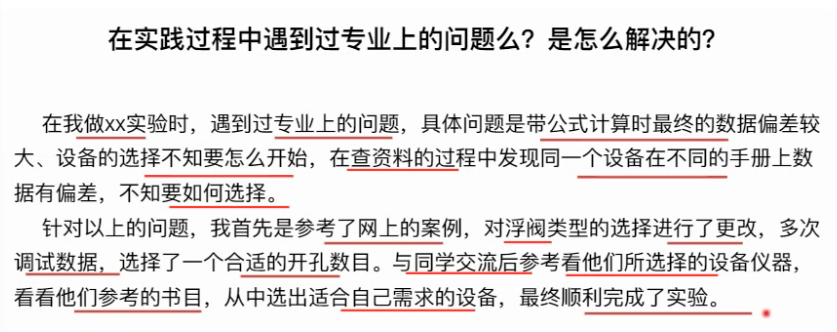 在实践过程中遇到过专业上的问题么？是怎么解决的？
在我做xx实验时，遇到过专业上的问题，具体问题是带公式计算时最终的数据偏差较
大、设备的选择不知要怎么开始，在查资料的过程中发现同一个设备在不同的手册上数
据有偏差，不知要如何选择。
针对以上的问题，我首先是参考了网上的案例，对浮阀类型的选择进行了更改，多次
调试数据，选择了一个合适的开孔数目。与同学交流后参考看他们所选择的设备仪器，
看看他们参考的书目，从中选出适合自己需求的设备，最终顺利完成了实验。